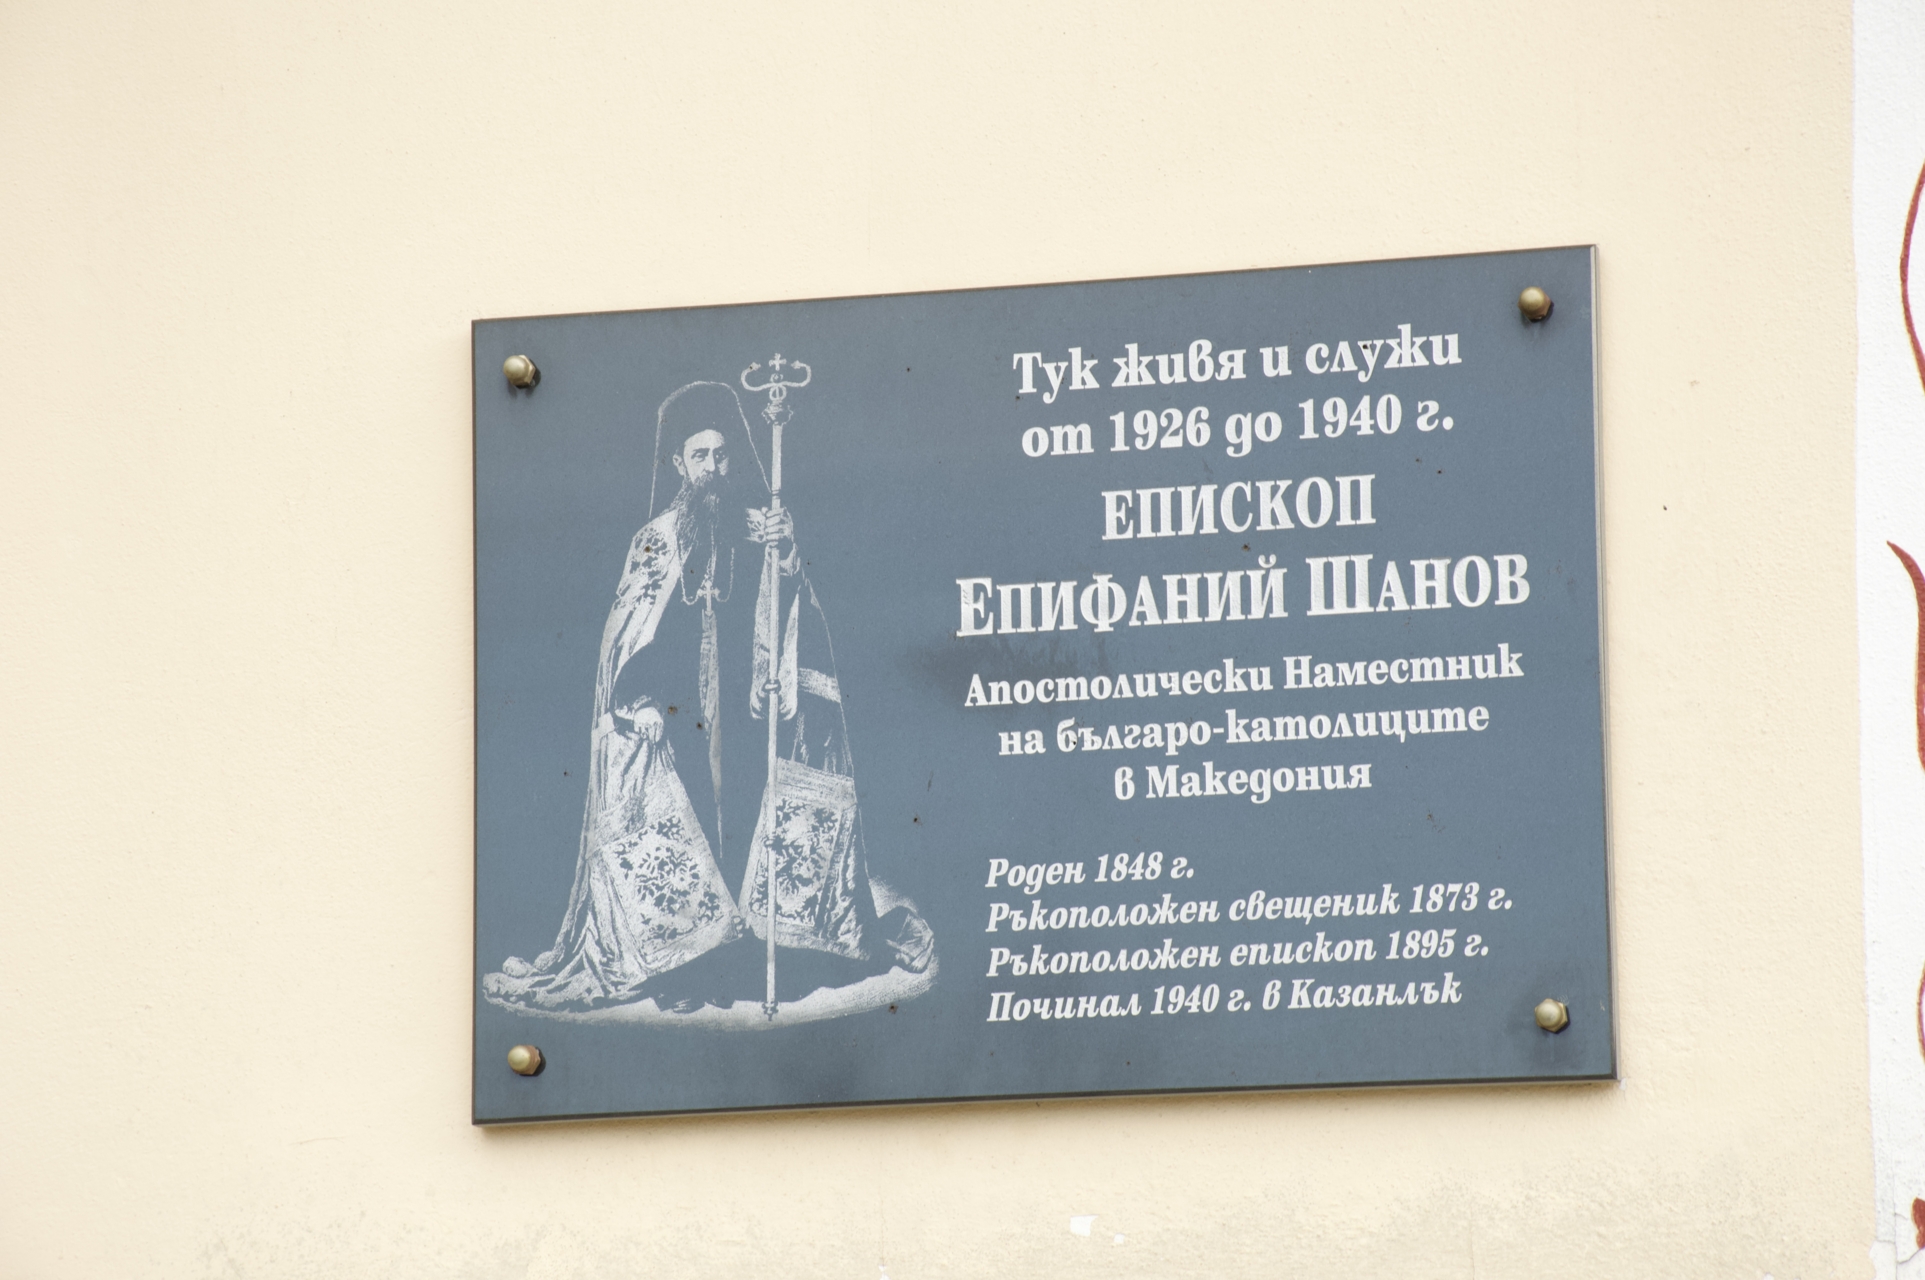 Тук живя и служи
от 1926 до 1940 г.
ЕПИСКОП
ЕПИФАНИЙ ШАНОВ
Апостолически Наместник
на българо-католиците
в Македония
Роден 1848 г.
Ръкоположен свещеник 1873 г.
Ръкоположен епископ 1895 г.
Починал 1940 г. в Казанлък